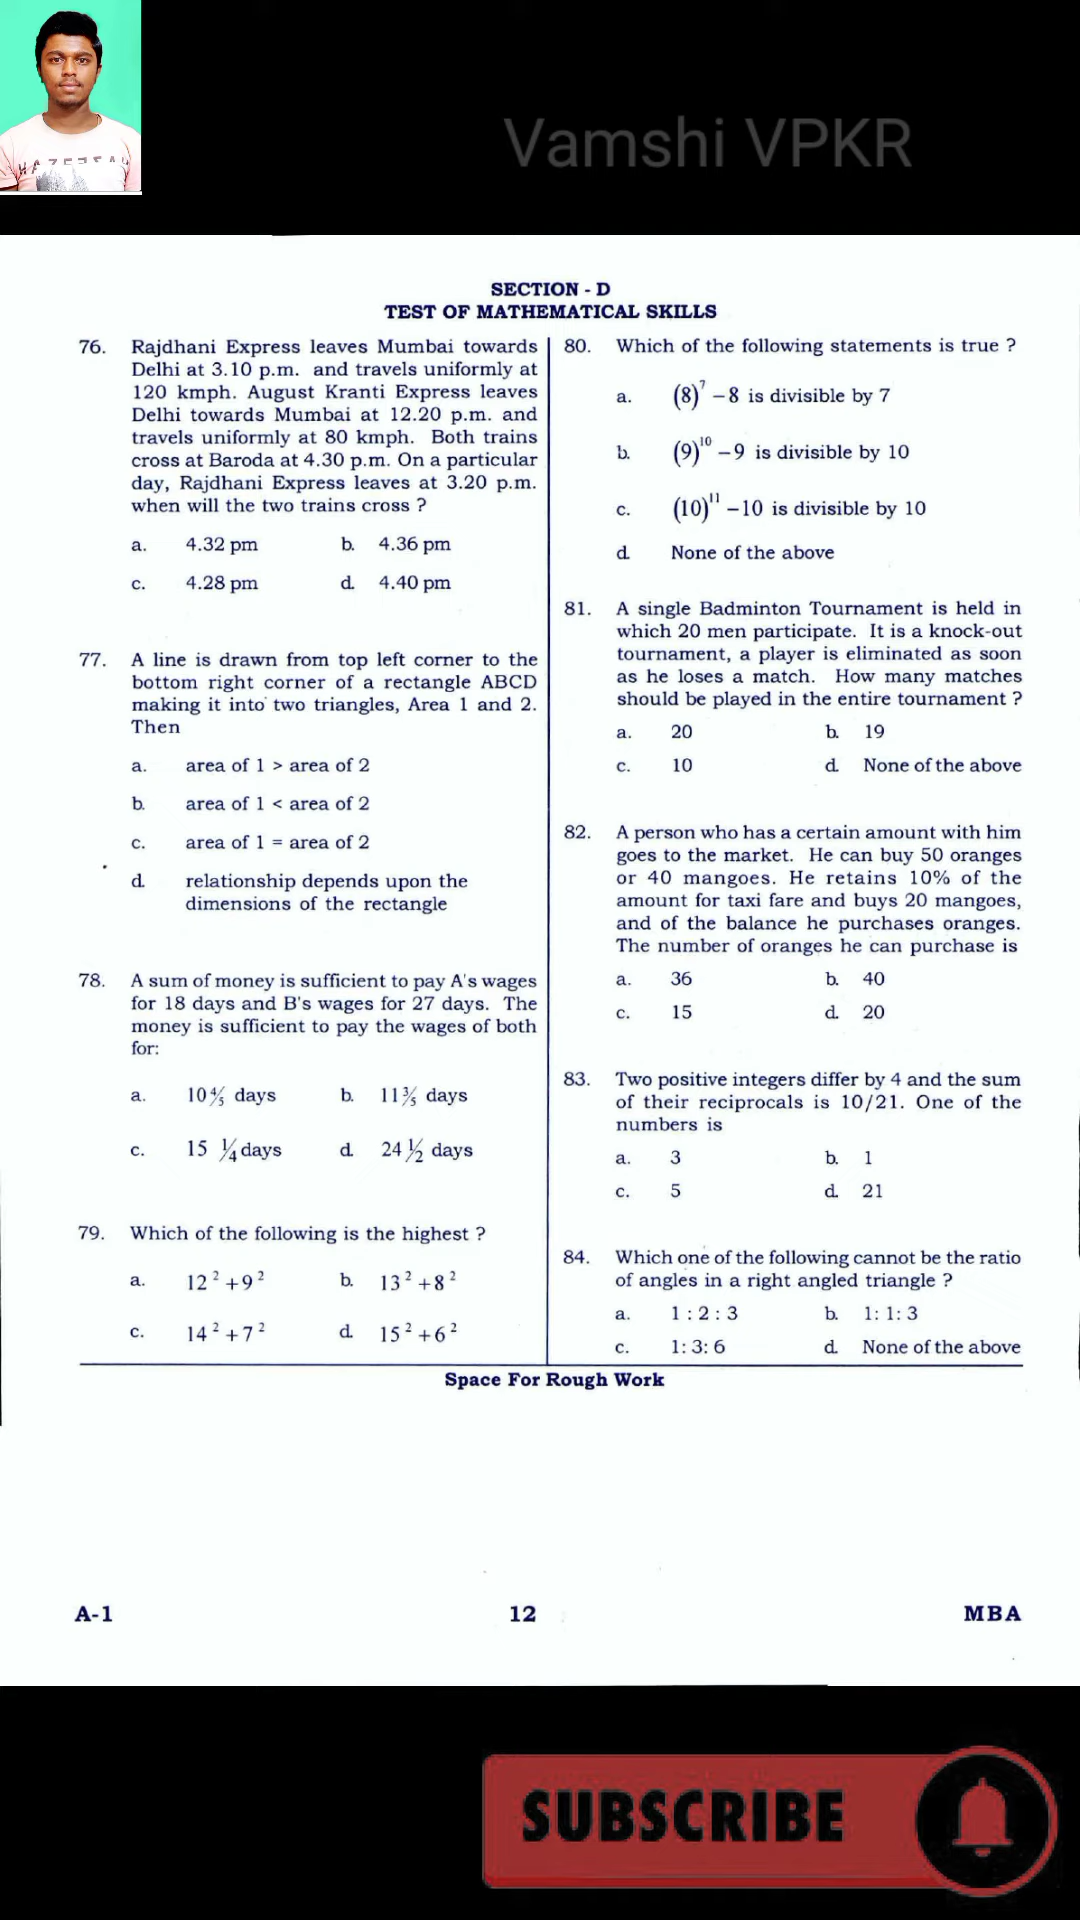 Vamshi VPKR
SECTION - D
TEST OF MATHEMATICAL SKILLS
76. Rajdhani Express leaves Mumbai towards
Delhi at 3.10 p.m. and travels uniformly at
120 kmph. August Kranti Express leaves
Delhi towards Mumbai at 12.20 p.m. and
travels uniformly at 80 kmph. Both trains
cross at Baroda at 4.30 p.m. On a particular
day, Rajdhani Express leaves at 3.20 p.m.
when will the two trains cross ?
a. 4.32 pm b. 4.36 pm
c. 4.28 pm d. 4.40 pm
77. A line is drawn from top left corner to the
bottom right corner of a rectangle ABCD
making it into two triangles, Area 1 and 2.
Then
a. area of 1 > area of 2
b. area of 1 < area of 2
c. area of 1 = area of 2
d. relationship depends upon the
dimensions of the rectangle
78. A sum of money is sufficient to pay A's wages
for 18 days and B's wages for 27 days. The
money is sufficient to pay the wages of both
for:
a. 10 4/5 days b. 11 3/5 days
c. 15 1/4 days d. 24 1/2 days
79. Which of the following is the highest ?
a. 12² + 9² b. 13² + 8²
c. 14² + 7² d. 15² + 6²
80. Which of the following statements is true ?
a. (8)⁷ – 8 is divisible by 7
b. (9)¹⁰ – 9 is divisible by 10
c. (10)¹¹ – 10 is divisible by 10
d. None of the above
81. A single Badminton Tournament is held in
which 20 men participate. It is a knock-out
tournament, a player is eliminated as soon
as he loses a match. How many matches
should be played in the entire tournament ?
a. 20 b. 19
c. 10 d. None of the above
82. A person who has a certain amount with him
goes to the market. He can buy 50 oranges
or 40 mangoes. He retains 10% of the
amount for taxi fare and buys 20 mangoes,
and of the balance he purchases oranges.
The number of oranges he can purchase is
a. 36 b. 40
c. 15 d. 20
83. Two positive integers differ by 4 and the sum
of their reciprocals is 10/21. One of the
numbers is
a. 3 b. 1
c. 5 d. 21
84. Which one of the following cannot be the ratio
of angles in a right angled triangle ?
a. 1 : 2 : 3 b. 1: 1: 3
c. 1: 3: 6 d. None of the above
Space For Rough Work
A-1 12 MBA
SUBSCRIBE